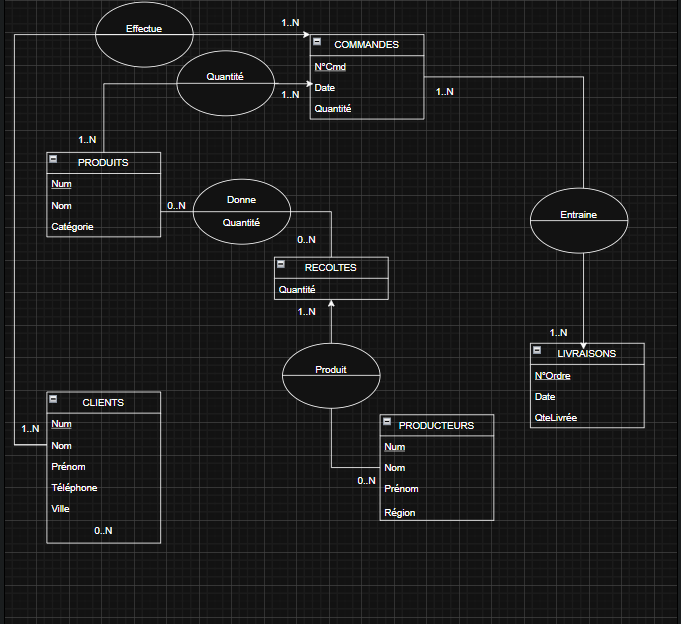 Effectue
1..N
COMMANDES
N°Cmd
Date
Quantité
Quantité
1..N
1..N
1..N
PRODUITS
Num
Nom
Catégorie
0..N
Donne
Quantité
0..N
Entraine
RECOLTES
Quantité
1..N
1..N
LIVRAISONS
N°Ordre
Date
QteLivrée
Produit
CLIENTS
Num
Nom
Prénom
Téléphone
Ville
0..N
1..N
PRODUCTEURS
Num
Nom
Prénom
Région
0..N